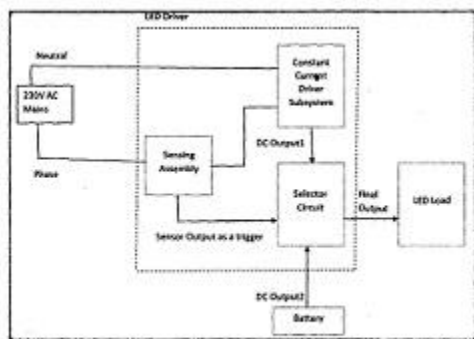 LED Driver
Neutral
Constant
Current
Driver
Subsystem
230V AC
Mains
Sensing
Assembly
DC Output1
Phase
Selector
Circuit
Final
Output
LED Load
Sensor Output as a trigger
DC Output2
Battery